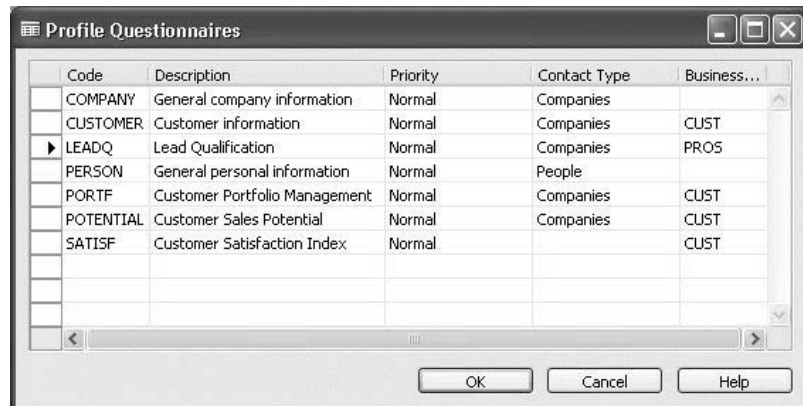 Profile Questionnaires
Code Description Priority Contact Type Business...
COMPANY General company information Normal Companies
CUSTOMER Customer information Normal Companies CUST
LEADQ Lead Qualification Normal Companies PROS
PERSON General personal information Normal People
PORTF Customer Portfolio Management Normal Companies CUST
POTENTIAL Customer Sales Potential Normal Companies CUST
SATISF Customer Satisfaction Index Normal CUST
OK Cancel Help